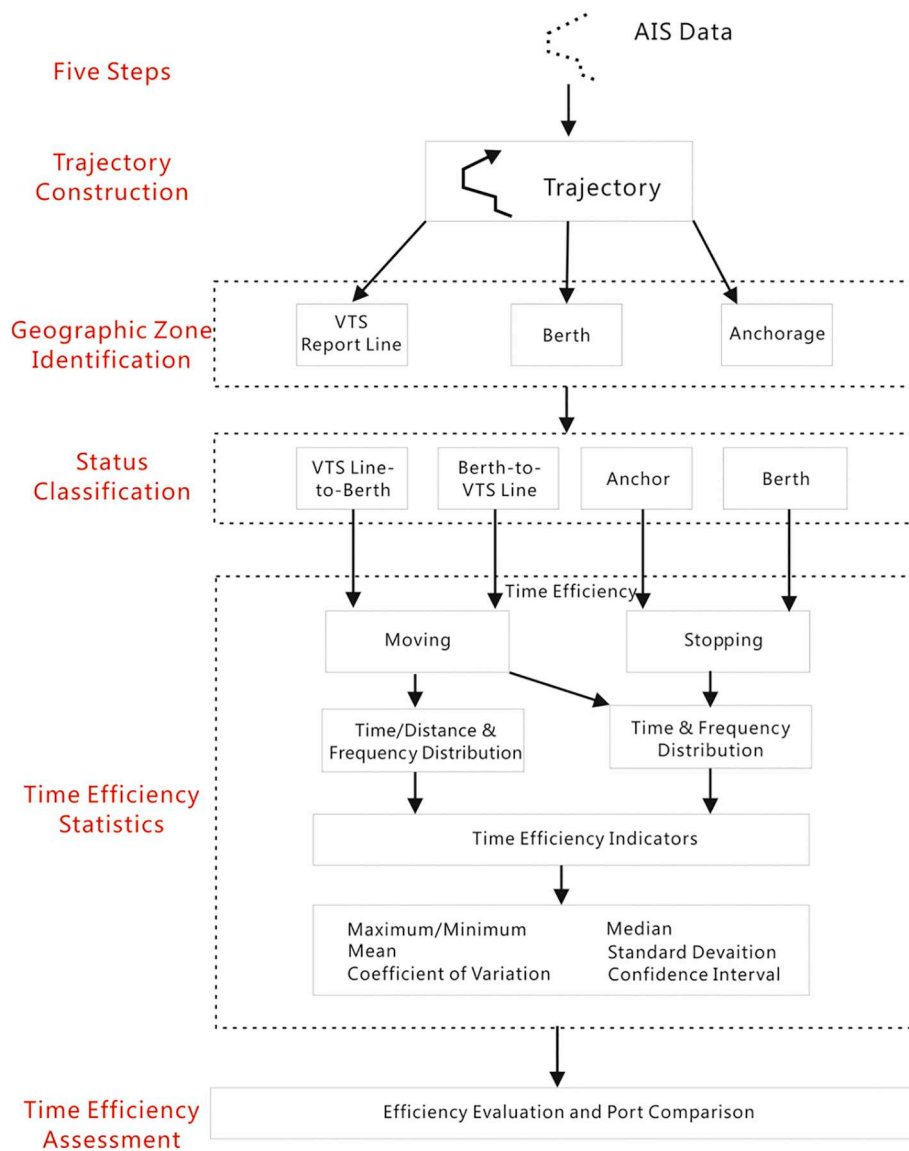 AIS Data
Five Steps
Trajectory
Construction
Trajectory
Geographic Zone
Identification
VTS
Report Line
Berth
Anchorage
Status
Classification
VTS Line-
to-Berth
Berth-to-
VTS Line
Anchor
Berth
Time Efficiency
Moving
Stopping
Time/Distance &
Frequency Distribution
Time & Frequency
Distribution
Time Efficiency
Statistics
Time Efficiency Indicators
Maximum/Minimum
Mean
Coefficient of Variation
Median
Standard Devaition
Confidence Interval
Time Efficiency
Assessment
Efficiency Evaluation and Port Comparison